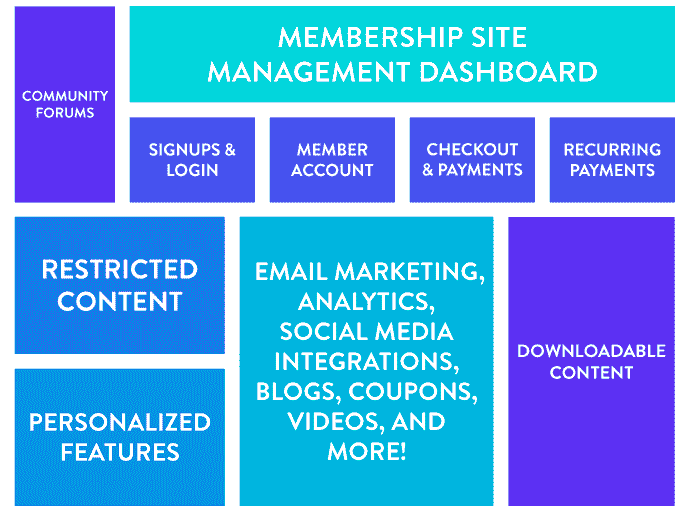 MEMBERSHIP SITE
MANAGEMENT DASHBOARD
COMMUNITY
FORUMS
SIGNUPS &
LOGIN
MEMBER
ACCOUNT
CHECKOUT
& PAYMENTS
RECURRING
PAYMENTS
RESTRICTED
CONTENT
EMAIL MARKETING,
ANALYTICS,
SOCIAL MEDIA
INTEGRATIONS,
BLOGS, COUPONS,
VIDEOS, AND
MORE!
DOWNLOADABLE
CONTENT
PERSONALIZED
FEATURES